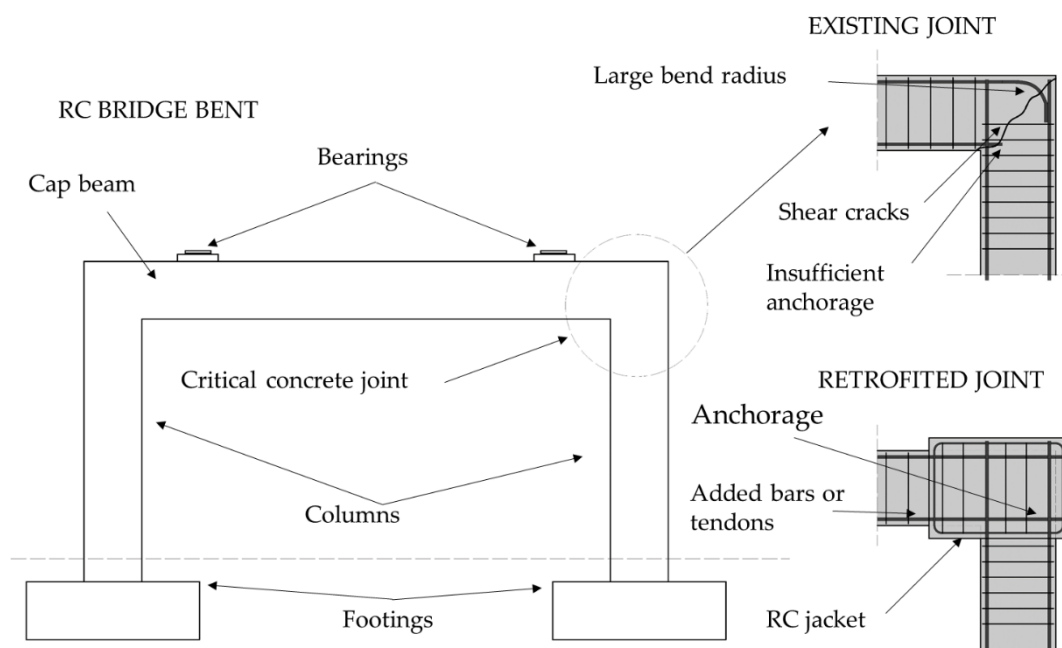 EXISTING JOINT
Large bend radius
RC BRIDGE BENT
Bearings
Cap beam
Shear cracks
Insufficient
anchorage
Critical concrete joint
RETROFITED JOINT
Anchorage
Added bars or
tendons
Columns
Footings
RC jacket